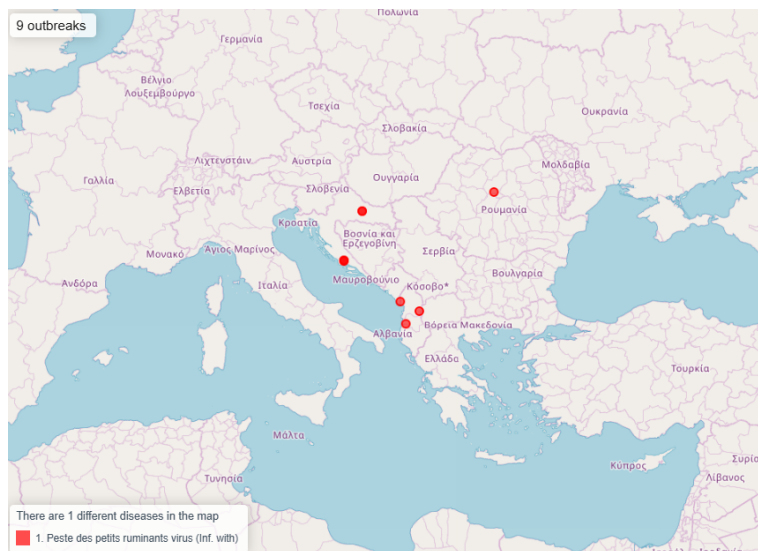 9 outbreaks
Πολωνία
Γερμανία
Βέλγιο
Λουξεμβούργο
Τσεχία
Ουκρανία
Σλοβακία
Μολδαβία
Λιχτενστάιν
Αυστρία
Ουγγαρία
Γαλλία
Ελβετία
Σλοβενία
Ρουμανία
Κροατία
Βοσνία και
Ερζεγοβίνη
Μονακό
Άγιος Μαρίνος
Σερβία
Ανδόρα
Ιταλία
Μαυροβούνιο
Κόσοβο*
Βουλγαρία
Βόρεια Μακεδονία
Αλβανία
Ελλάδα
Τουρκία
Μάλτα
Κύπρος
Συρία
Λίβανος
Τυνησία
There are 1 different diseases in the map
1. Peste des petits ruminants virus (Inf. with)